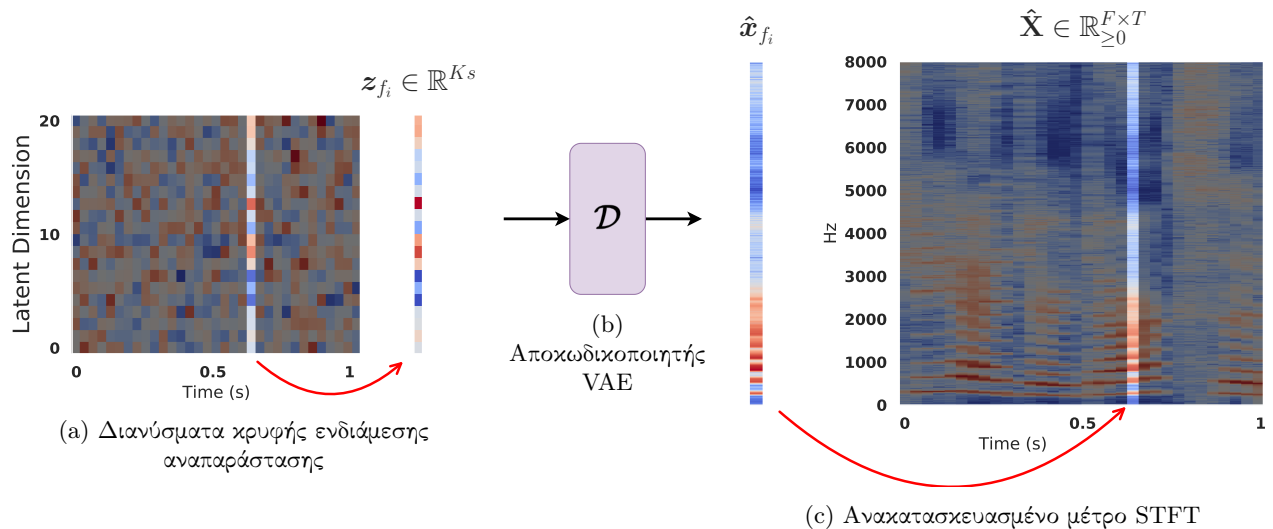 z_{f_i} ∈ ℝ^{Ks}
Latent Dimension
20
10
0
0
0.5
1
Time (s)
(a) Διανύσματα κρυφής ενδιάμεσης
αναπαράστασης
𝓓
(b)
Αποκωδικοποιητής
VAE
x̂_{f_i}
X̂ ∈ ℝ_{≥0}^{F×T}
Hz
8000
7000
6000
5000
4000
3000
2000
1000
0
0
0.5
1
Time (s)
(c) Ανακατασκευασμένο μέτρο STFT